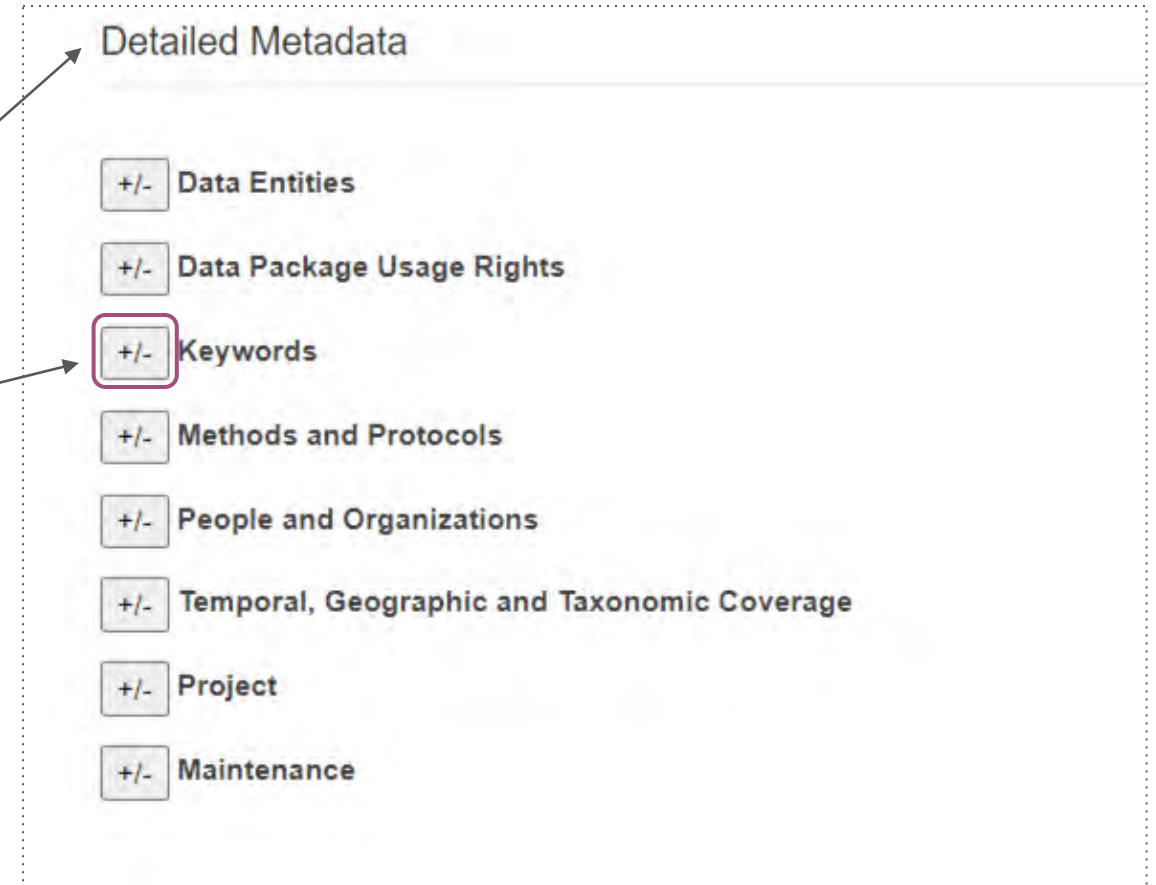 Detailed Metadata
+/- Data Entities
+/- Data Package Usage Rights
+/- Keywords
+/- Methods and Protocols
+/- People and Organizations
+/- Temporal, Geographic and Taxonomic Coverage
+/- Project
+/- Maintenance